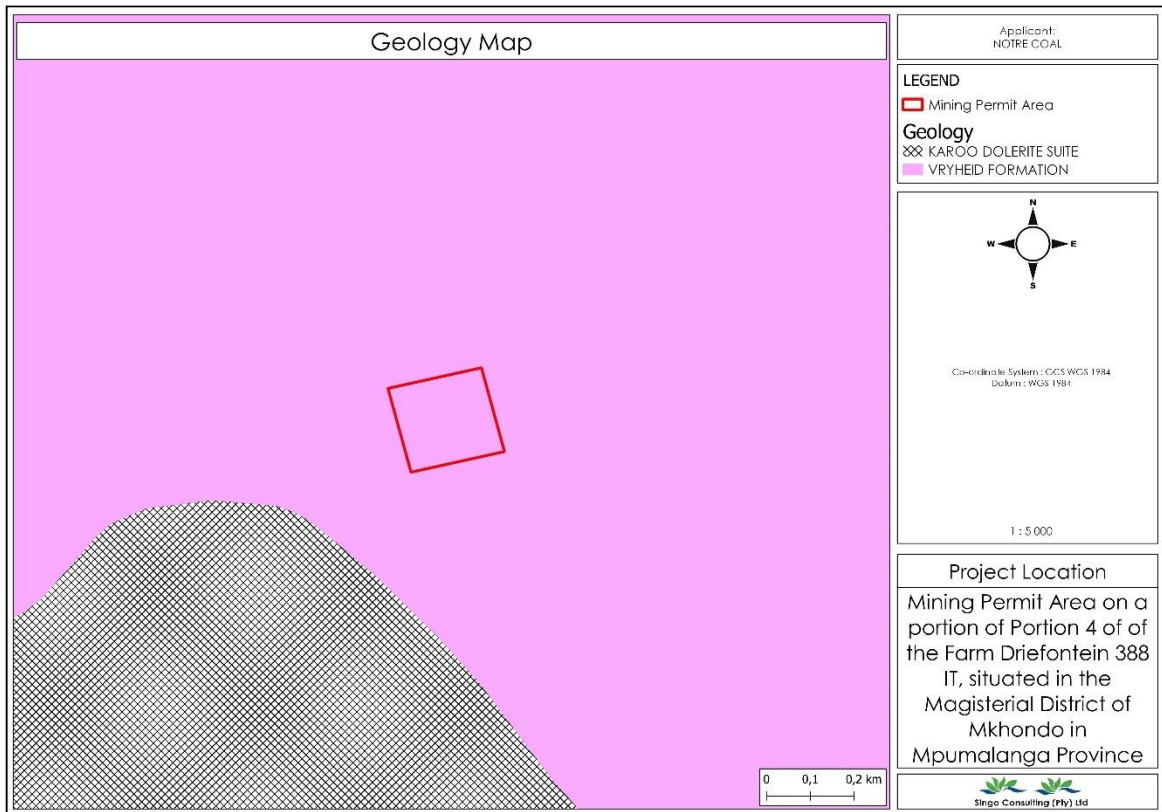 Geology Map
Applicant:
NOTRE COAL
LEGEND
Mining Permit Area
Geology
KAROO DOLERITE SUITE
VRYHEID FORMATION
N
W E
S
Co-ordinate System : GCS WGS 1984
Datum : WGS 1984
1 : 5 000
Project Location
Mining Permit Area on a
portion of Portion 4 of of
the Farm Driefontein 388
IT, situated in the
Magisterial District of
Mkhondo in
Mpumalanga Province
0 0,1 0,2 km
Singo Consulting (Pty) Ltd